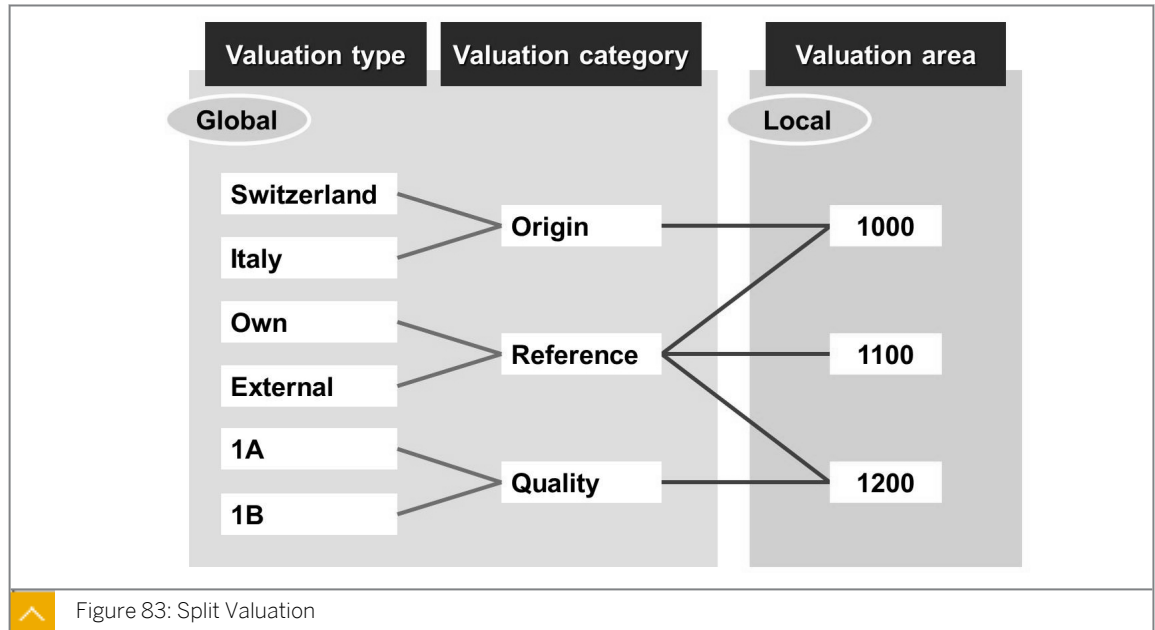 Valuation type Valuation category Valuation area
Global Local
Switzerland
Origin 1000
Italy
Own
Reference 1100
External
1A
Quality 1200
1B
Figure 83: Split Valuation